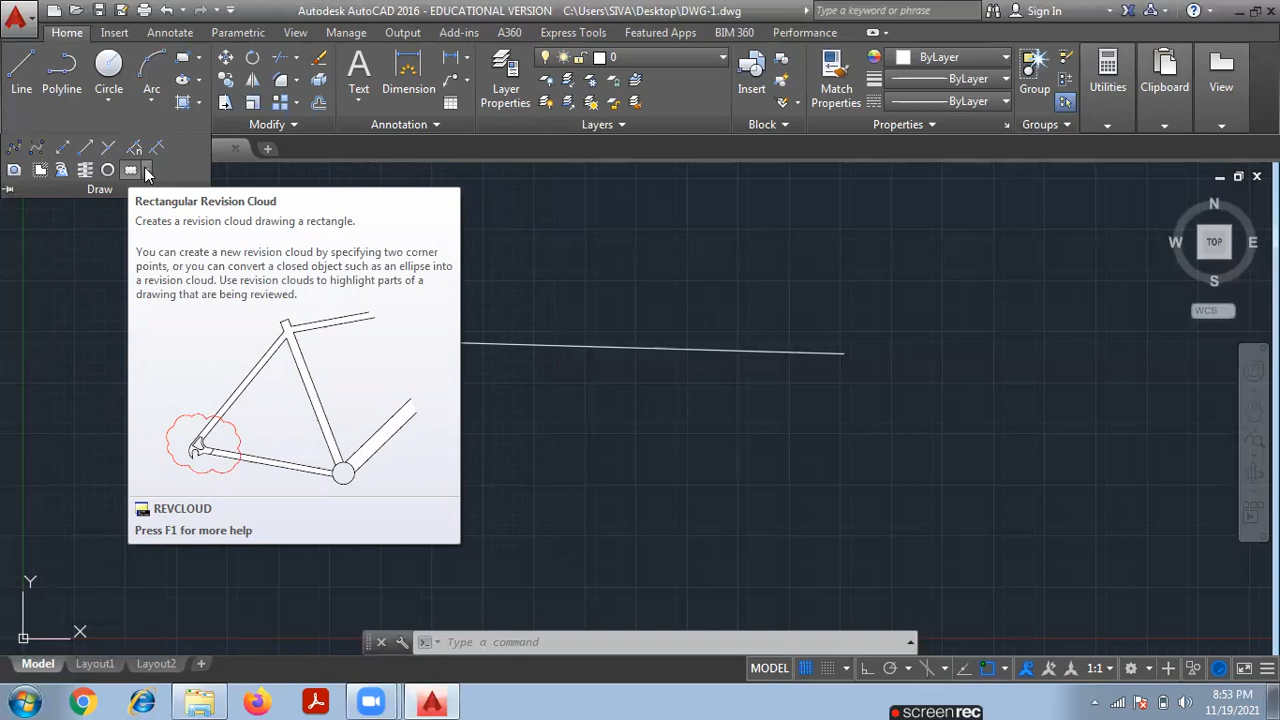 Autodesk AutoCAD 2016 - EDUCATIONAL VERSION C:\Users\SIVA\Desktop\DWG-1.dwg
Type a keyword or phrase
Sign In
Home Insert Annotate Parametric View Manage Output Add-ins A360 Express Tools Featured Apps BIM 360 Performance
Line Polyline Circle Arc
Text Dimension
Layer
Properties
0
Insert
Match
Properties
ByLayer
ByLayer
ByLayer
Group
Utilities
Clipboard
View
Modify Annotation Layers Block Properties Groups
Draw
Rectangular Revision Cloud
Creates a revision cloud drawing a rectangle.
You can create a new revision cloud by specifying two corner
points, or you can convert a closed object such as an ellipse into
a revision cloud. Use revision clouds to highlight parts of a
drawing that are being reviewed.
REVCLOUD
Press F1 for more help
N
W TOP E
S
WCS
Y
X
Type a command
Model Layout1 Layout2
MODEL 1:1
8:53 PM
11/19/2021
screenrec